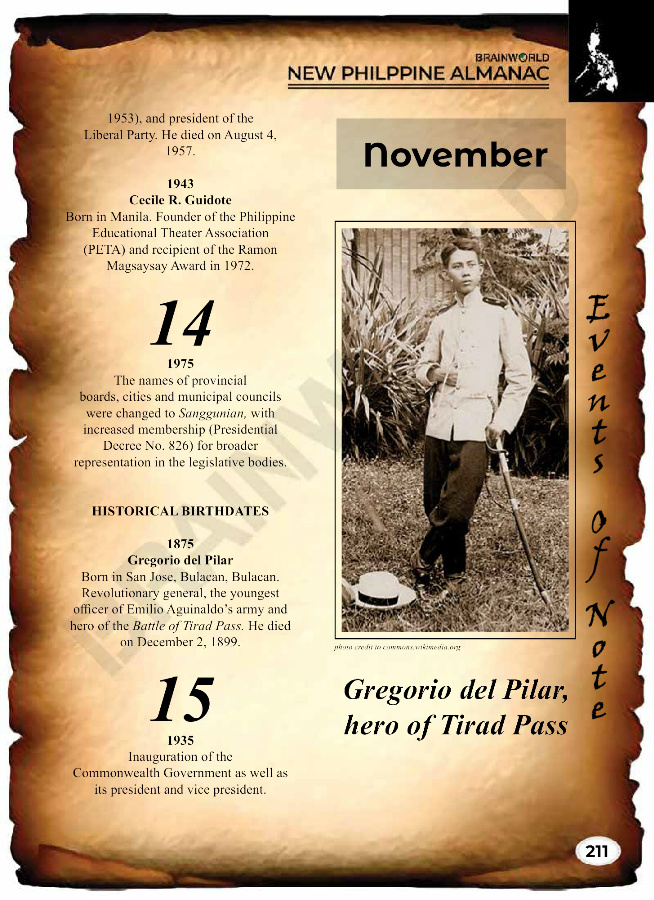 BRAINWORLD
NEW PHILPPINE ALMANAC
1953), and president of the
Liberal Party. He died on August 4,
1957.
1943
Cecile R. Guidote
Born in Manila. Founder of the Philippine
Educational Theater Association
(PETA) and recipient of the Ramon
Magsaysay Award in 1972.
14
1975
The names of provincial
boards, cities and municipal councils
were changed to Sanggunian, with
increased membership (Presidential
Decree No. 826) for broader
representation in the legislative bodies.
HISTORICAL BIRTHDATES
1875
Gregorio del Pilar
Born in San Jose, Bulacan, Bulacan.
Revolutionary general, the youngest
officer of Emilio Aguinaldo’s army and
hero of the Battle of Tirad Pass. He died
on December 2, 1899.
15
1935
Inauguration of the
Commonwealth Government as well as
its president and vice president.
November
photo credit to commons.wikimedia.org
Gregorio del Pilar,
hero of Tirad Pass
Events of Note
211
BRAINWORLD